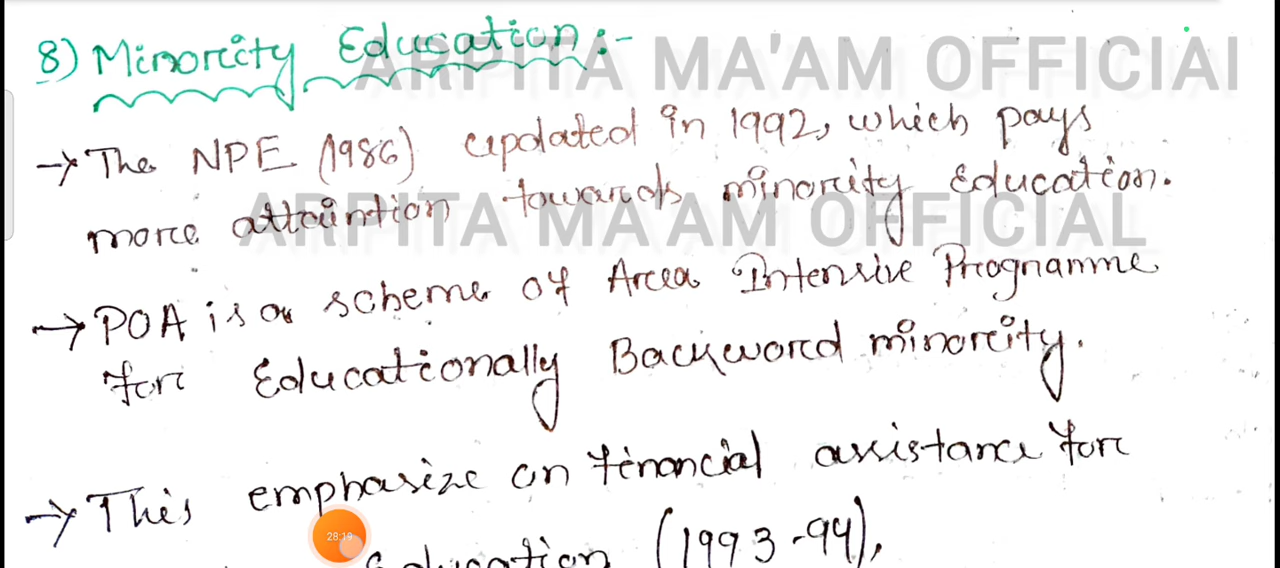 8) Minority Education :-
ARPITA MA'AM OFFICIAL
→ The NPE (1986) updated in 1992, which pays
more attaintion towards minority Education.
ARPITA MA'AM OFFICIAL
→ POA is a scheme of Area Intensive Programme
for Educationally Backword minority.
→ This emphasize on financial assistance for
Education (1993-94),
28:19